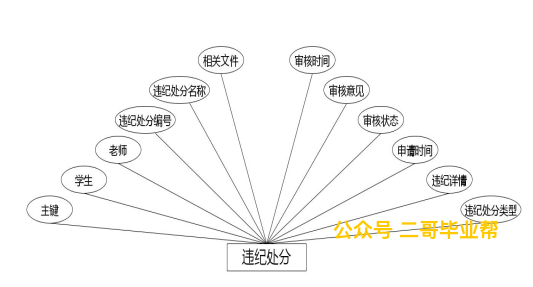 相关文件
审核时间
违纪处分名称
审核意见
违纪处分编号
审核状态
老师
申请时间
学生
违纪详情
主键
违纪处分类型
公众号 二哥毕业帮
违纪处分